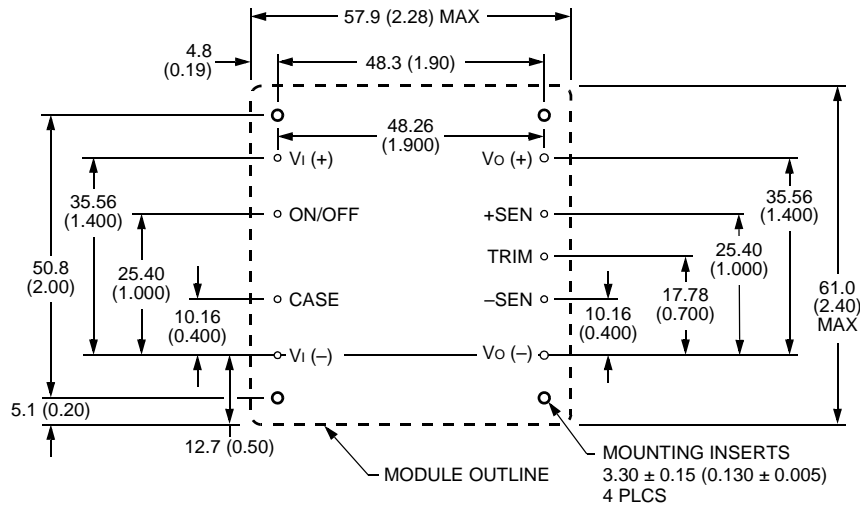 57.9 (2.28) MAX
4.8
(0.19)
48.3 (1.90)
48.26
(1.900)
VI (+)
VO (+)
35.56
(1.400)
35.56
(1.400)
ON/OFF
+SEN
50.8
(2.00)
25.40
(1.000)
TRIM
25.40
(1.000)
61.0
(2.40)
MAX
10.16
(0.400)
CASE
–SEN
10.16
(0.400)
17.78
(0.700)
VI (–)
VO (–)
5.1 (0.20)
12.7 (0.50)
MODULE OUTLINE
MOUNTING INSERTS
3.30 ± 0.15 (0.130 ± 0.005)
4 PLCS